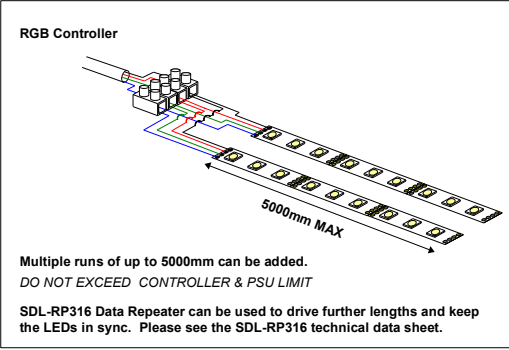 RGB Controller
5000mm MAX
Multiple runs of up to 5000mm can be added.
DO NOT EXCEED CONTROLLER & PSU LIMIT
SDL-RP316 Data Repeater can be used to drive further lengths and keep
the LEDs in sync. Please see the SDL-RP316 technical data sheet.